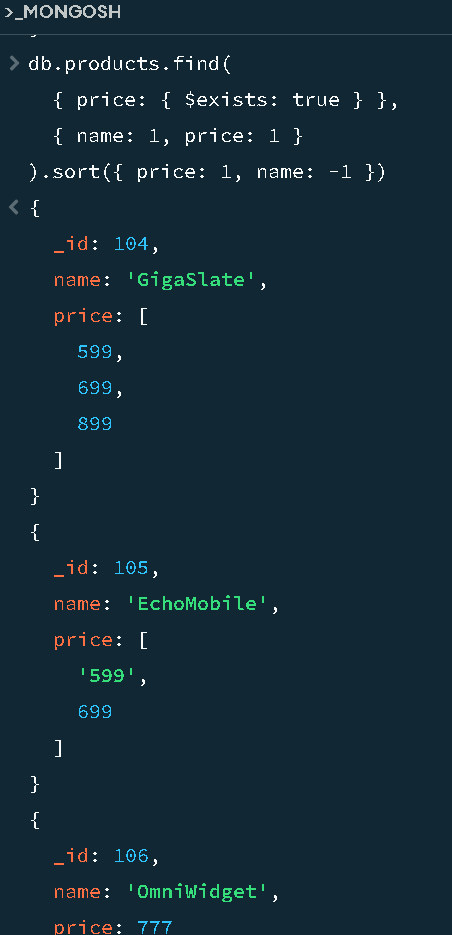 >_MONGOSH
> db.products.find(
{ price: { $exists: true } },
{ name: 1, price: 1 }
).sort({ price: 1, name: -1 })
< {
_id: 104,
name: 'GigaSlate',
price: [
599,
699,
899
]
}
{
_id: 105,
name: 'EchoMobile',
price: [
'599',
699
]
}
{
_id: 106,
name: 'OmniWidget',
price: 777